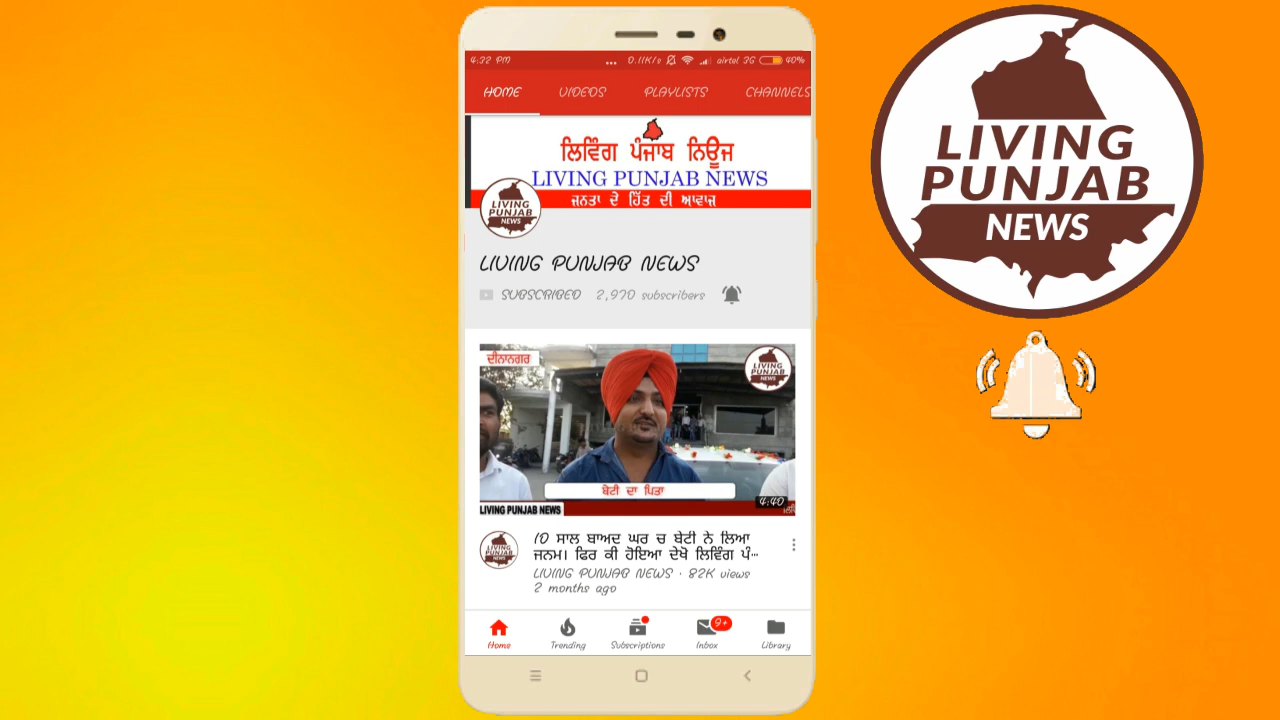 4:32 PM ... 0.11K/s airtel 3G 40%
HOME VIDEOS PLAYLISTS CHANNELS
ਲਿਵਿੰਗ ਪੰਜਾਬ ਨਿਊਜ
LIVING PUNJAB NEWS
ਜਨਤਾ ਦੇ ਹਿੱਤ ਦੀ ਆਵਾਜ਼
LIVING
PUNJAB
NEWS
LIVING PUNJAB NEWS
SUBSCRIBED 2,970 subscribers
ਦੀਨਾਨਗਰ
LIVING
PUNJAB
NEWS
ਬੇਟੀ ਦਾ ਪਿਤਾ
4:40
LIVING PUNJAB NEWS
LIVING
PUNJAB
NEWS
10 ਸਾਲ ਬਾਅਦ ਘਰ ਚ ਬੇਟੀ ਨੇ ਲਿਆ
ਜਨਮ। ਫਿਰ ਕੀ ਹੋਇਆ ਦੇਖੋ ਲਿਵਿੰਗ ਪੰ...
LIVING PUNJAB NEWS · 82K views
2 months ago
9+
Home Trending Subscriptions Inbox Library
LIVING
PUNJAB
NEWS